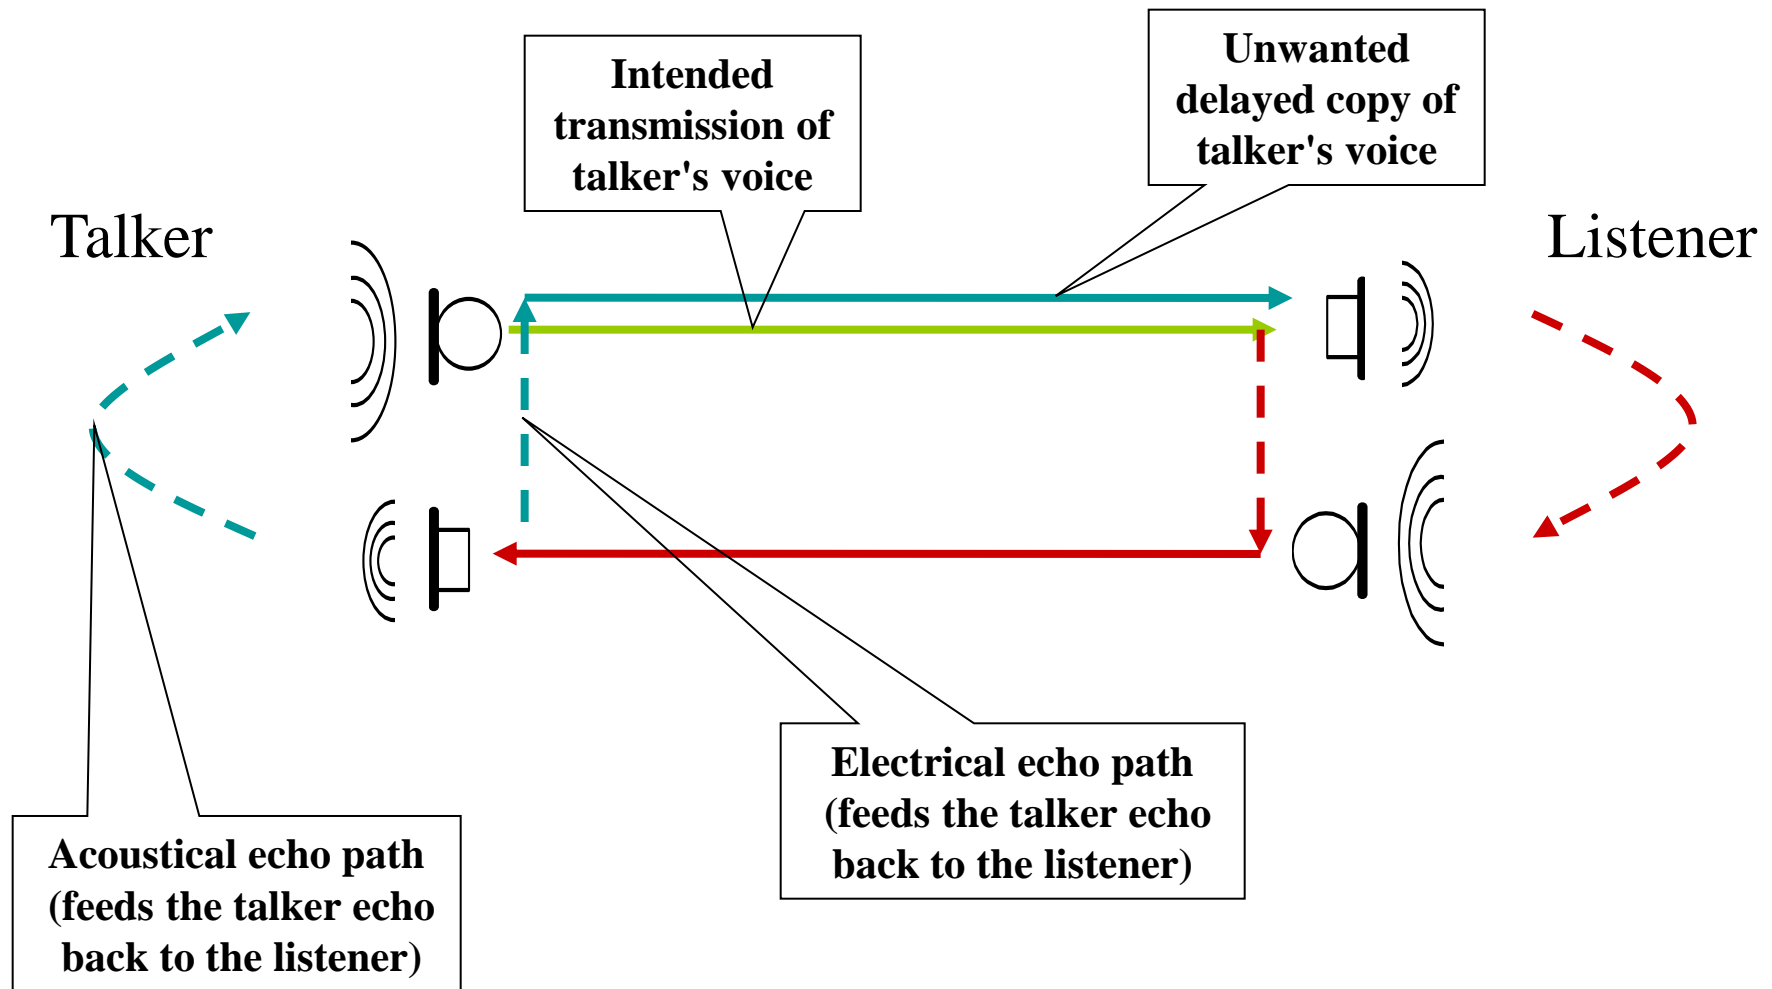 Intended
transmission of
talker's voice
Unwanted
delayed copy of
talker's voice
Talker
Listener
Electrical echo path
(feeds the talker echo
back to the listener)
Acoustical echo path
(feeds the talker echo
back to the listener)